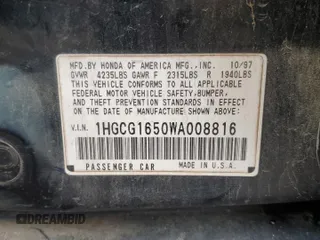 MFD.BY HONDA OF AMERICA MFG.,INC. 10/97
GVWR 4235LBS GAWR F 2315LBS R 1940LBS
THIS VEHICLE CONFORMS TO ALL APPLICABLE
FEDERAL MOTOR VEHICLE SAFETY,BUMPER,
AND THEFT PREVENTION STANDARDS IN EFFECT
ON THE DATE OF MANUFACTURE SHOWN ABOVE.
V.I.N. 1HGCG1650WA008816
PASSENGER CAR MADE IN U.S.A.
DREAMBID